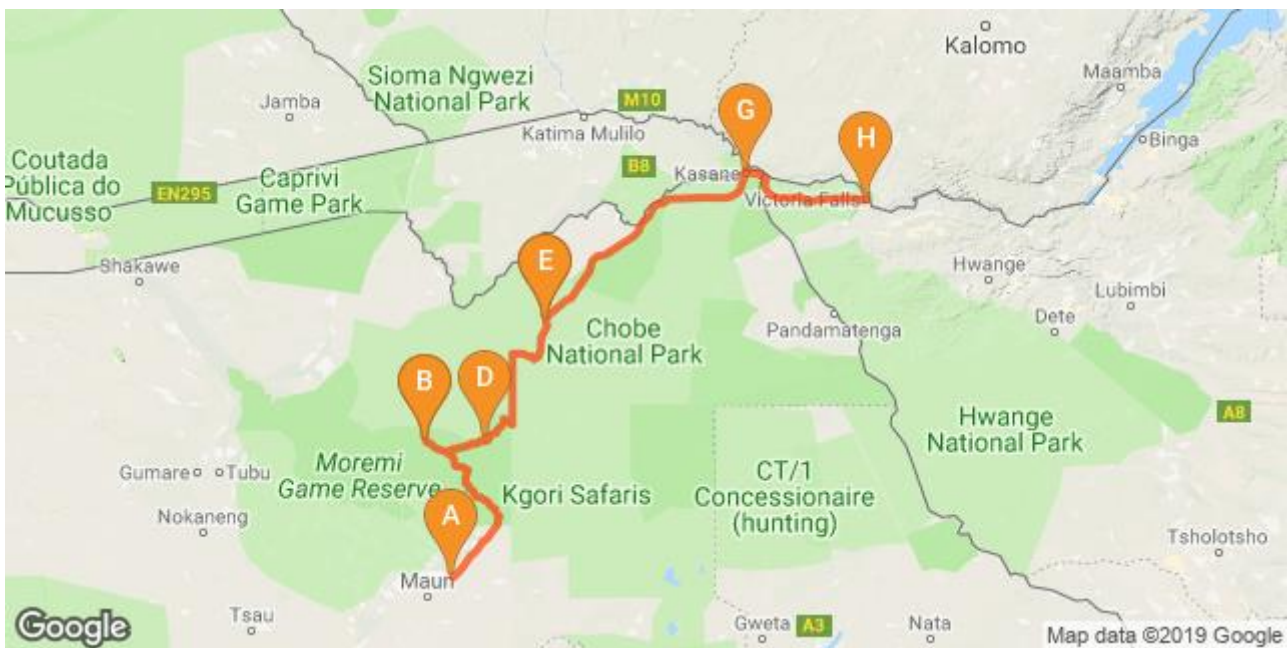 Kalomo
Sioma Ngwezi
National Park
Jamba
M10
Katima Mulilo
Maamba
Binga
G
H
Coutada
Pública do
Mucusso
EN295
Caprivi
Game Park
B8
Kasane
Victoria Falls
Shakawe
E
Hwange
Lubimbi
Dete
Pandamatenga
Chobe
National Park
B
D
A8
Hwange
National Park
Moremi
Game Reserve
Gumare
Tubu
Kgori Safaris
CT/1
Concessionaire
(hunting)
Nokaneng
A
Tsholotsho
Maun
Tsau
Gweta
A3
Nata
Google
Map data ©2019 Google